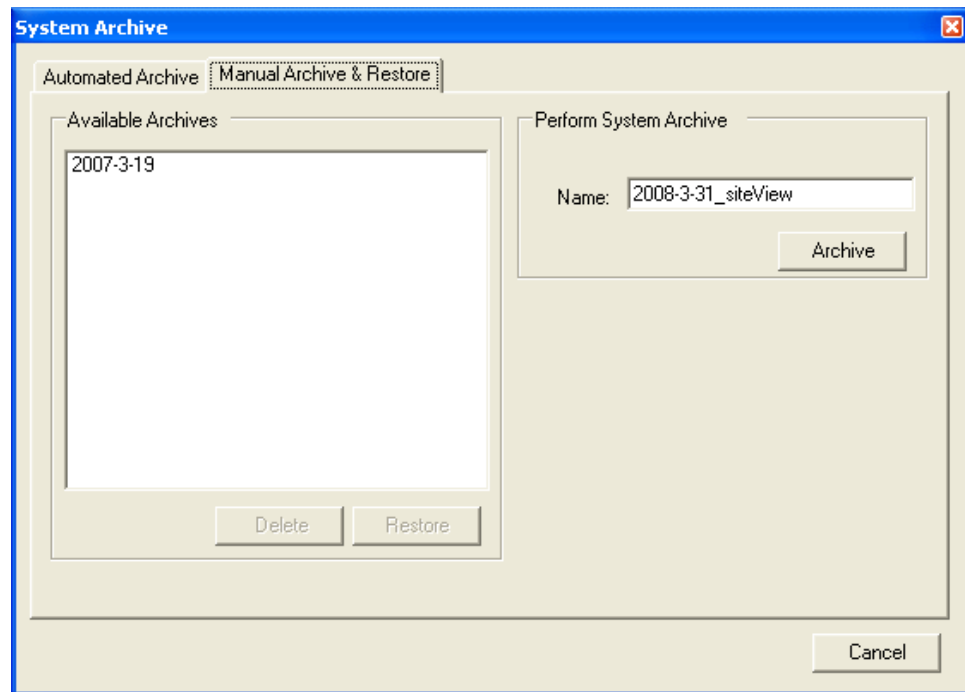 System Archive
Automated Archive
Manual Archive & Restore
Available Archives
2007-3-19
Delete
Restore
Perform System Archive
Name:
2008-3-31_siteView
Archive
Cancel